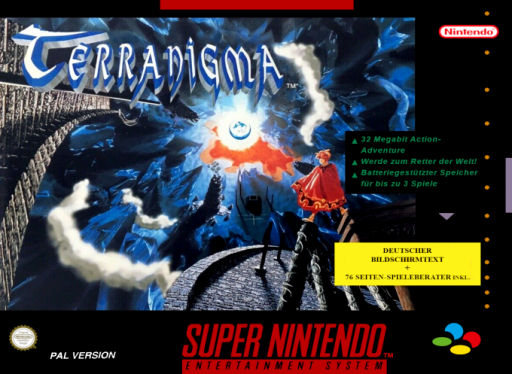 TERRANIGMA TM
Nintendo
32 Megabit Action-
Adventure
Werde zum Retter der Welt!
Batteriegestützter Speicher
für bis zu 3 Spiele
DEUTSCHER
BILDSCHIRMTEXT
+
76 SEITEN-SPIELEBERATER INKL.
PAL VERSION
SUPER NINTENDO TM
ENTERTAINMENT SYSTEM